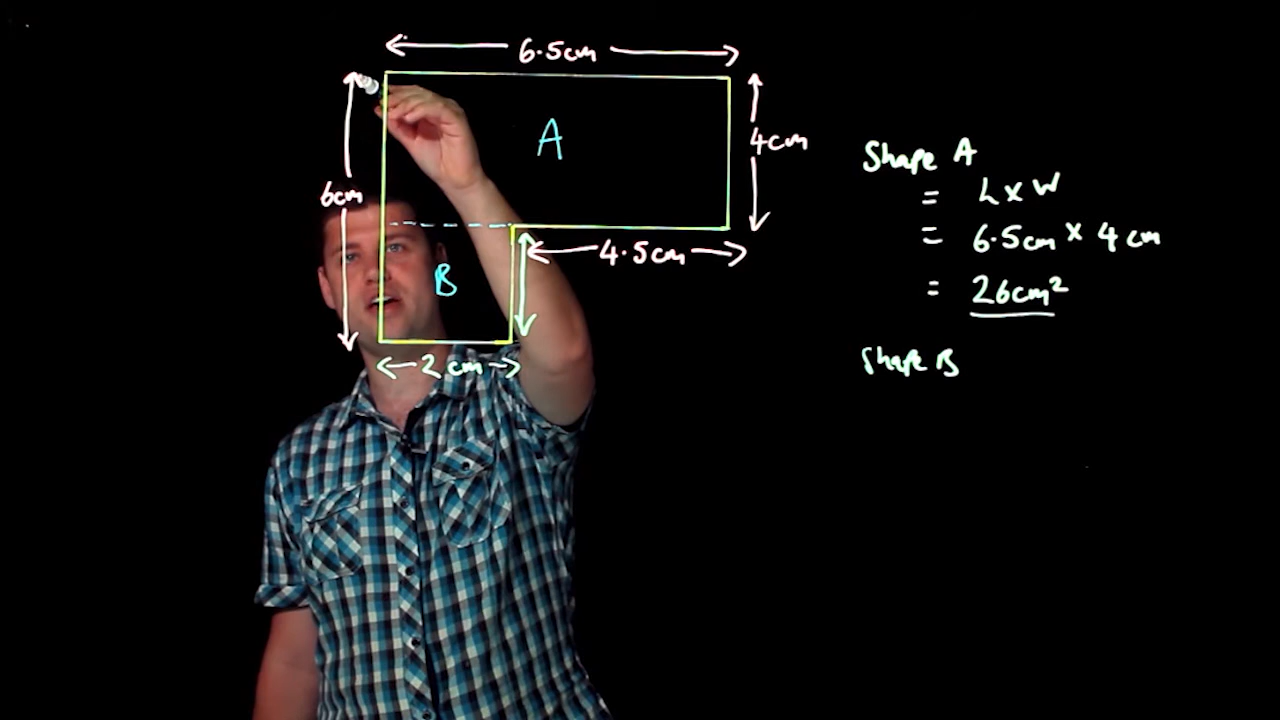 6.5cm
A
4cm
6cm
4.5cm
B
2cm
Shape A
= L x W
= 6.5cm x 4cm
= 26cm²
Shape B